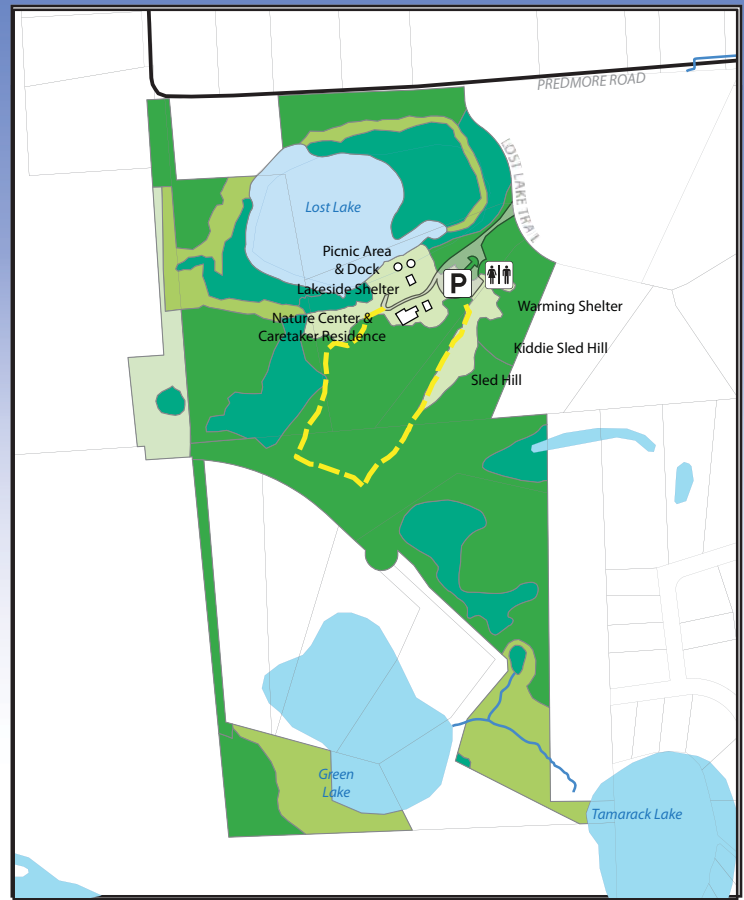 PREDMORE ROAD
LOST LAKE TRAIL
Lost Lake
Picnic Area
& Dock
Lakeside Shelter
P
Nature Center &
Caretaker Residence
Warming Shelter
Kiddie Sled Hill
Sled Hill
Green
Lake
Tamarack Lake